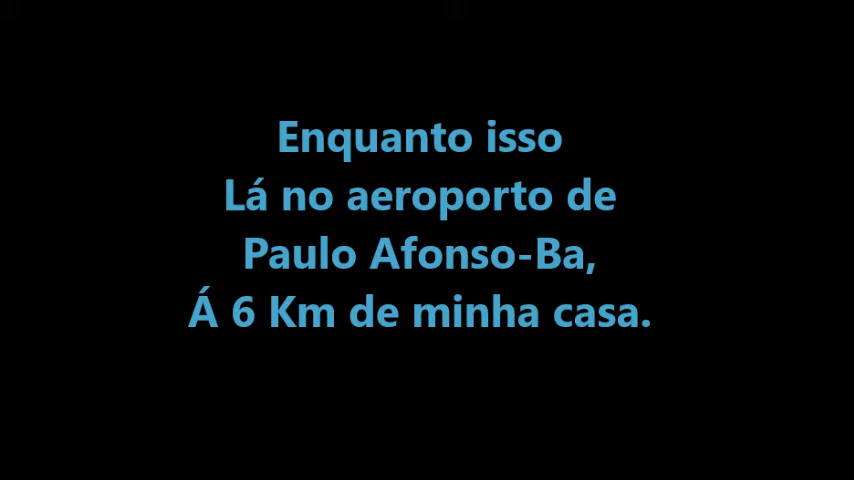 Enquanto isso
Lá no aeroporto de
Paulo Afonso-Ba,
Á 6 Km de minha casa.